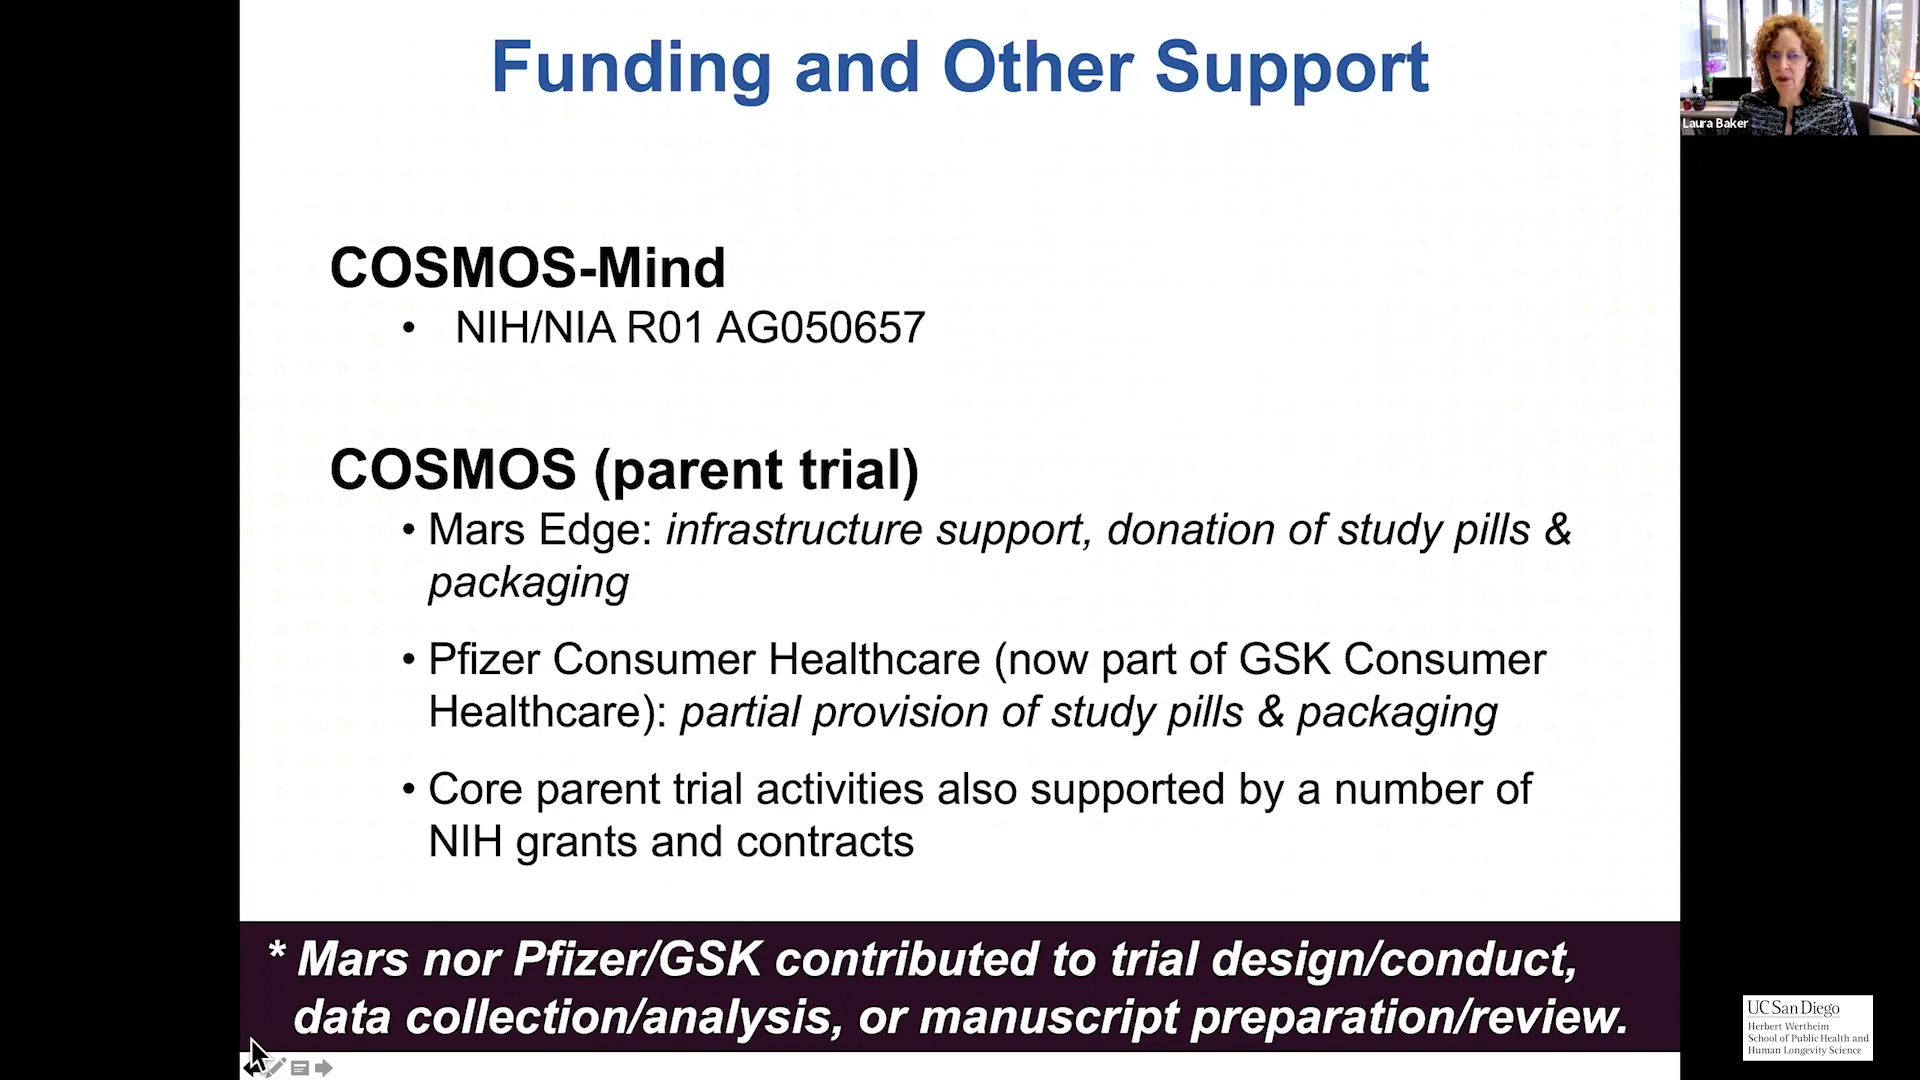 Funding and Other Support
Laura Baker
COSMOS-Mind
• NIH/NIA R01 AG050657
COSMOS (parent trial)
• Mars Edge: infrastructure support, donation of study pills &
packaging
• Pfizer Consumer Healthcare (now part of GSK Consumer
Healthcare): partial provision of study pills & packaging
• Core parent trial activities also supported by a number of
NIH grants and contracts
* Mars nor Pfizer/GSK contributed to trial design/conduct,
data collection/analysis, or manuscript preparation/review.
UC San Diego
Herbert Wertheim
School of Public Health and
Human Longevity Science